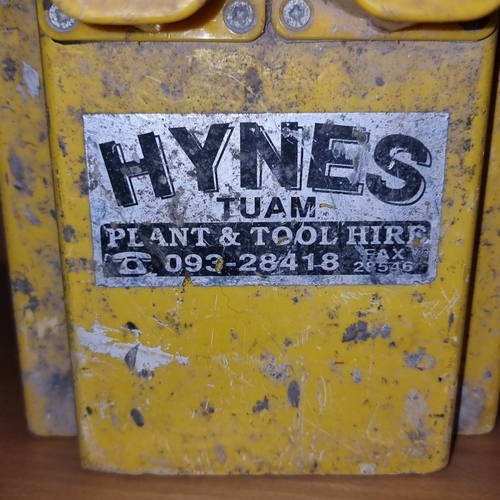 HYNES
TUAM
PLANT & TOOL HIRE
☎ 093-28418 FAX 28546